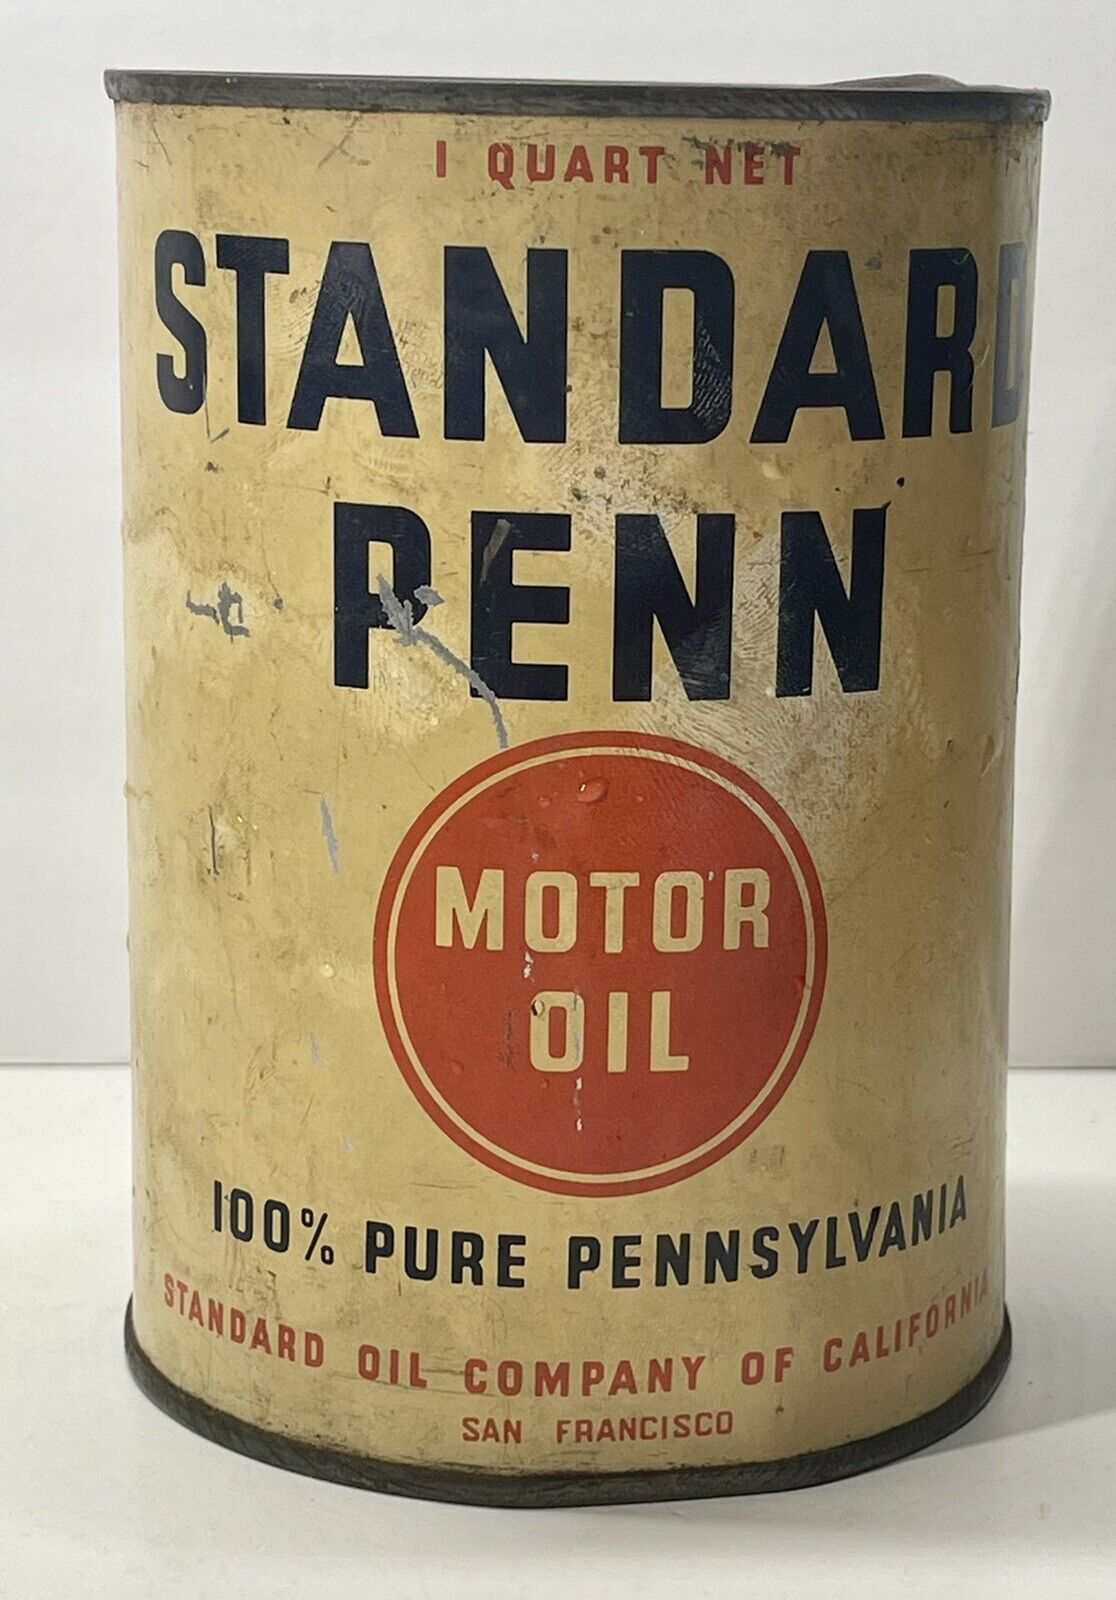 1 QUART NET
STANDARD
PENN
MOTOR
OIL
100% PURE PENNSYLVANIA
STANDARD OIL COMPANY OF CALIFORNIA
SAN FRANCISCO